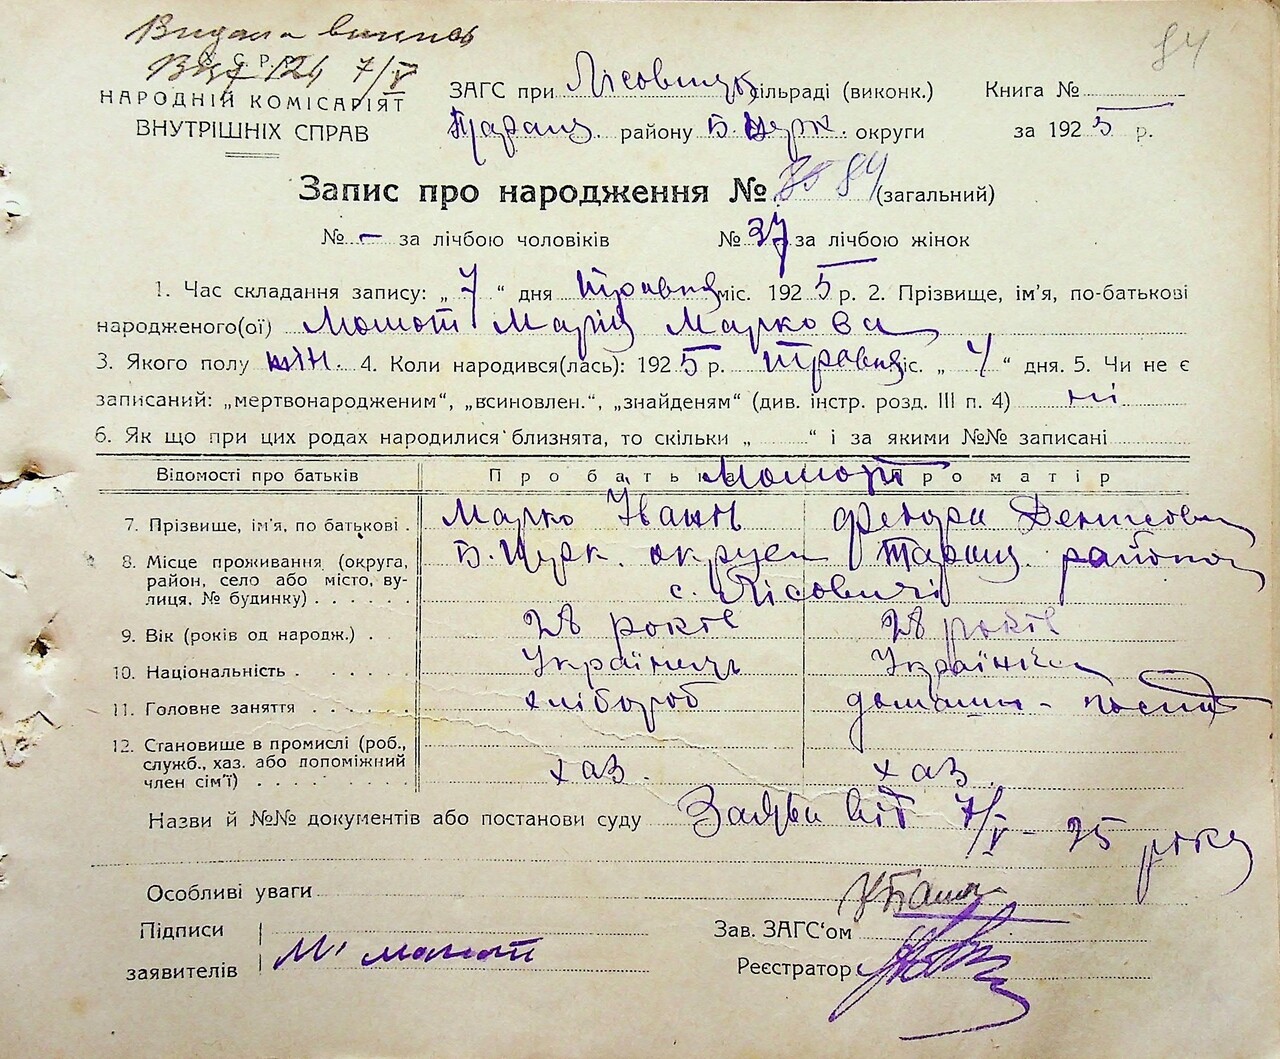 Видала випись
84
У. С. Р. Р.
124 7/V
НАРОДНІЙ КОМІСАРІЯТ
ВНУТРІШНІХ СПРАВ
ЗАГС при Лісовицк. сільраді (виконк.) Книга №
Таращ. району Б. Церк. округи за 1925 р.
Запис про народження № 84 (загальний)
№ – за лічбою чоловіків № 37 за лічбою жінок
1. Час складання запису: „7“ дня травня міс. 1925 р. 2. Прізвище, ім'я, по-батькові
народженого(ої) Момот Марія Маркова
3. Якого полу жін. 4. Коли народився(лась): 1925 р. травня міс. „4“ дня. 5. Чи не є
записаний: „мертвонародженим“, „всиновлен.“, „знайденям“ (див. інстр. розд. III п. 4) ні
6. Як що при цих родах народилися близнята, то скільки „ “ і за якими №№ записані
Відомості про батьків Про батька Про матір
Момот
7. Прізвище, ім'я, по батькові . Марко Іван Феодора Денисовна
8. Місце проживання (округа, Б. Церк. округи Таращ. району
район, село або місто, ву-
лиця, № будинку) . . . . . . с. Лісовичі
9. Вік (років од народж.) . 28 років 28 років
10. Національність . . . . . . Українець Українка
11. Головне заняття . . . . . хлібороб домашн.
12. Становище в промислі (роб.,
служб., хаз. або допоміжний
член сім'ї) . . . . . . . . хаз. хаз.
Назви й №№ документів або постанови суду Заява від 7/V – 25 року
Особливі уваги
Підписи
заявителів М. момот
Зав. ЗАГС'ом
Реєстратор